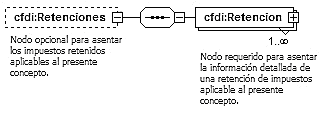 cfdi:Retenciones
cfdi:Retencion
1..∞
Nodo opcional para asentar
los impuestos retenidos
aplicables al presente
concepto.
Nodo requerido para asentar
la información detallada de
una retención de impuestos
aplicable al presente
concepto.